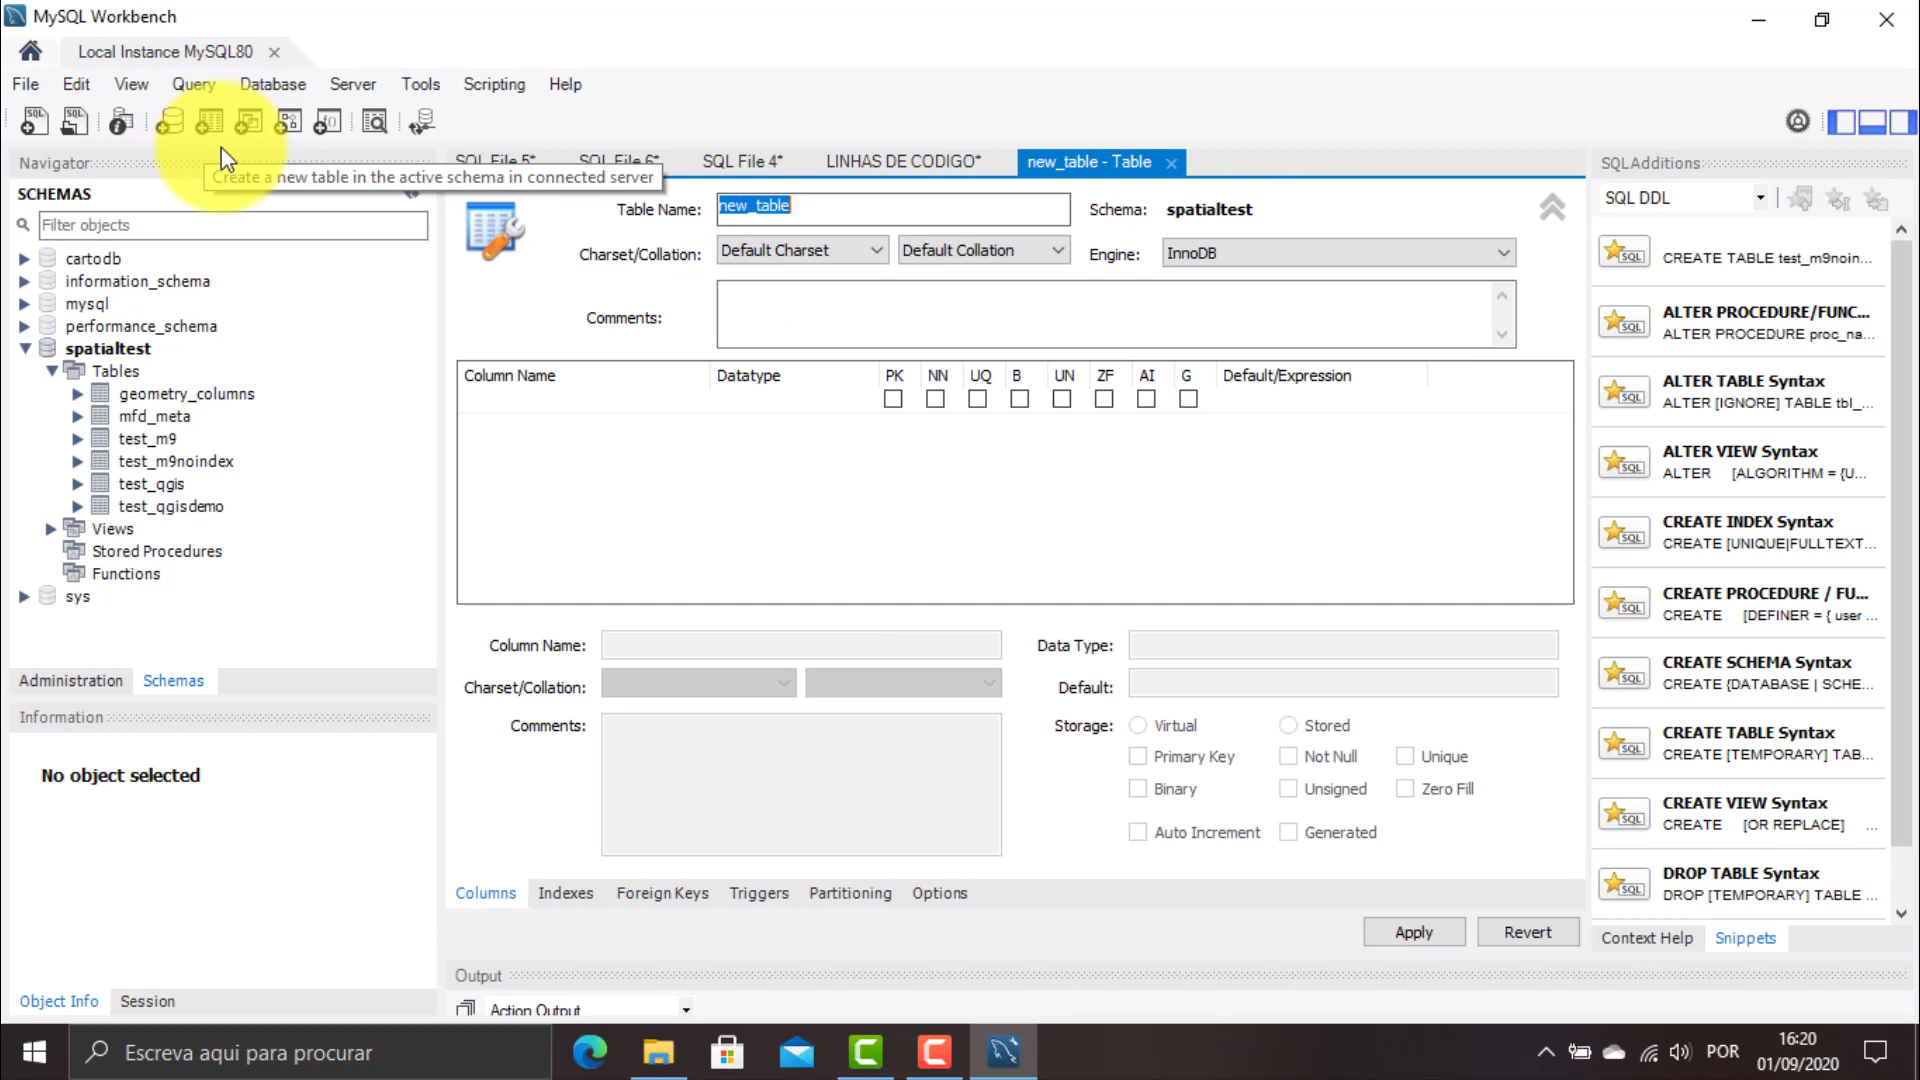 MySQL Workbench
Local Instance MySQL80
File Edit View Query Database Server Tools Scripting Help
Navigator
SQL File 5* SQL File 6* SQL File 4* LINHAS DE CODIGO* new_table - Table
SQLAdditions
Create a new table in the active schema in connected server
SCHEMAS
Filter objects
cartodb
information_schema
mysql
performance_schema
spatialtest
Tables
geometry_columns
mfd_meta
test_m9
test_m9noindex
test_qgis
test_qgisdemo
Views
Stored Procedures
Functions
sys
Administration Schemas
Information
No object selected
Object Info Session
Table Name: new_table Schema: spatialtest
Charset/Collation: Default Charset Default Collation Engine: InnoDB
Comments:
Column Name Datatype PK NN UQ B UN ZF AI G Default/Expression
Column Name: Data Type:
Charset/Collation: Default:
Comments: Storage: Virtual Stored
Primary Key Not Null Unique
Binary Unsigned Zero Fill
Auto Increment Generated
Columns Indexes Foreign Keys Triggers Partitioning Options
Apply Revert
Output
Action Output
SQL DDL
CREATE TABLE test_m9noin...
ALTER PROCEDURE/FUNC...
ALTER PROCEDURE proc_na...
ALTER TABLE Syntax
ALTER [IGNORE] TABLE tbl_...
ALTER VIEW Syntax
ALTER [ALGORITHM = {U...
CREATE INDEX Syntax
CREATE [UNIQUE|FULLTEXT...
CREATE PROCEDURE / FU...
CREATE [DEFINER = { user ...
CREATE SCHEMA Syntax
CREATE {DATABASE | SCHE...
CREATE TABLE Syntax
CREATE [TEMPORARY] TAB...
CREATE VIEW Syntax
CREATE [OR REPLACE] ...
DROP TABLE Syntax
DROP [TEMPORARY] TABLE ...
Context Help Snippets
Escreva aqui para procurar
POR
16:20
01/09/2020